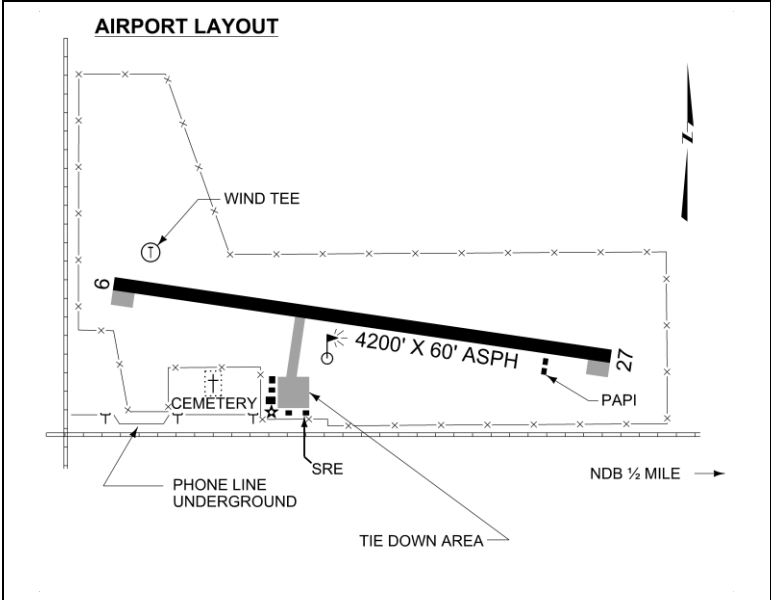 AIRPORT LAYOUT
N
WIND TEE
T
9
4200' X 60' ASPH
27
PAPI
CEMETERY
SRE
NDB ½ MILE
PHONE LINE
UNDERGROUND
TIE DOWN AREA